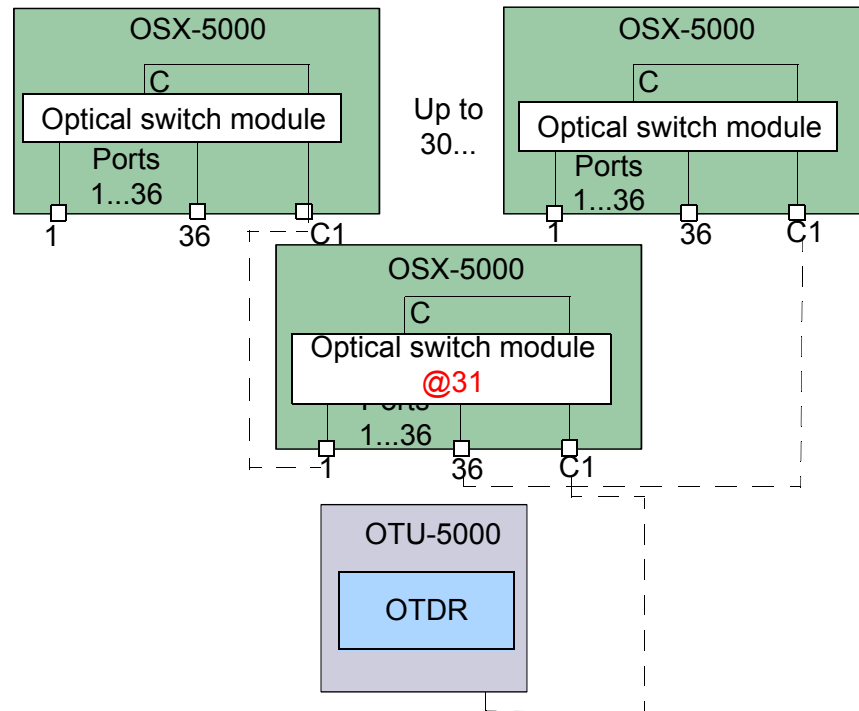 OSX-5000
C
Optical switch module
Ports
1...36
1
36
C1
Up to
30...
OSX-5000
C
Optical switch module
Ports
1...36
1
36
C1
OSX-5000
C
Optical switch module
@31
Ports
1...36
1
36
C1
OTU-5000
OTDR